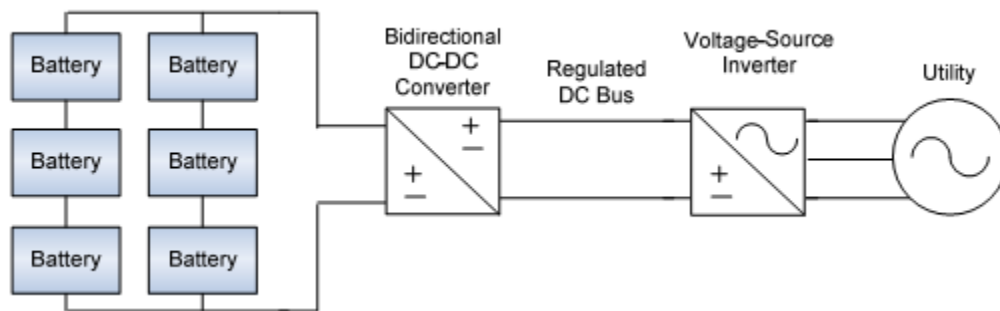 Battery
Battery
Battery
Battery
Battery
Battery
Bidirectional
DC-DC
Converter
+
−
+
−
Regulated
DC Bus
Voltage-Source
Inverter
+
−
Utility